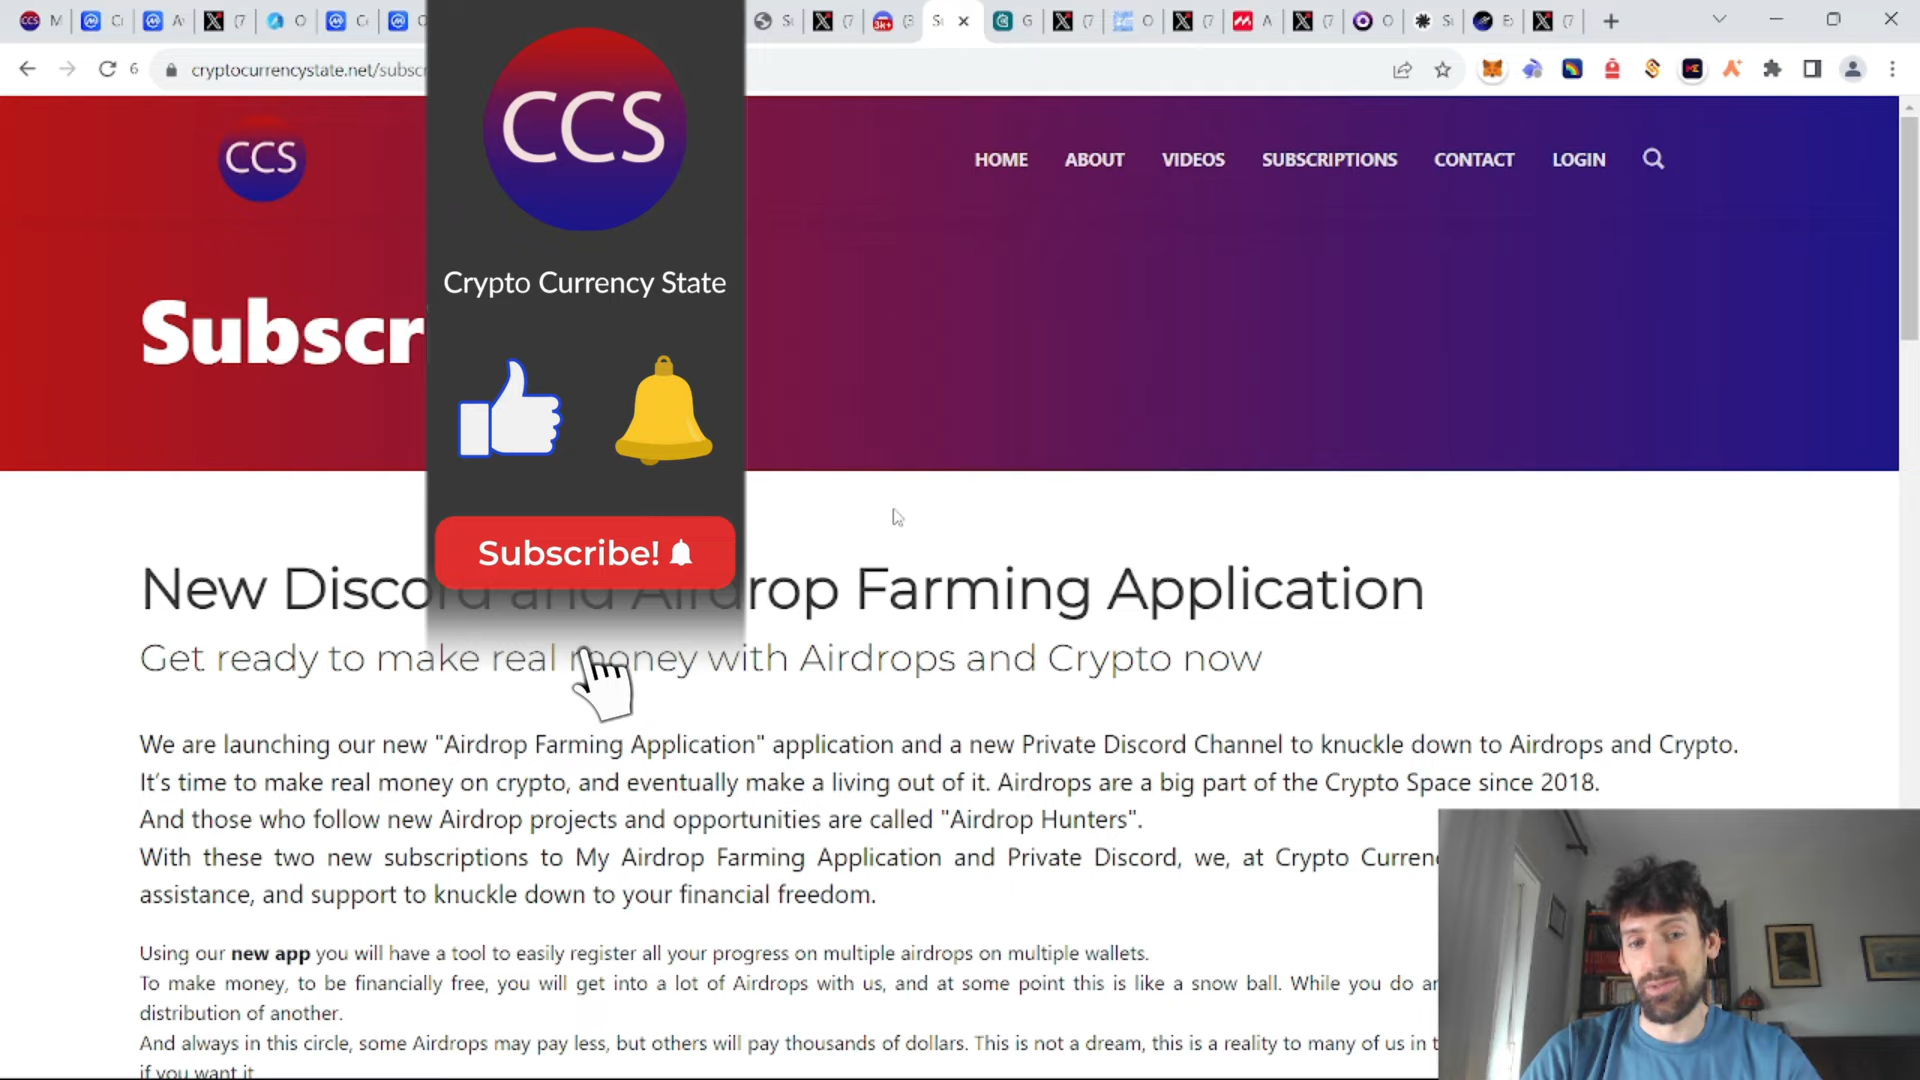 cryptocurrencystate.net/subsc
6
CCS
HOME
ABOUT
VIDEOS
SUBSCRIPTIONS
CONTACT
LOGIN
CCS
Crypto Currency State
Subscr
Subscribe!
New Discord and Airdrop Farming Application
Get ready to make real money with Airdrops and Crypto now
We are launching our new "Airdrop Farming Application" application and a new Private Discord Channel to knuckle down to Airdrops and Crypto.
It's time to make real money on crypto, and eventually make a living out of it. Airdrops are a big part of the Crypto Space since 2018.
And those who follow new Airdrop projects and opportunities are called "Airdrop Hunters".
With these two new subscriptions to My Airdrop Farming Application and Private Discord, we, at Crypto Curren
assistance, and support to knuckle down to your financial freedom.
Using our new app you will have a tool to easily register all your progress on multiple airdrops on multiple wallets.
To make money, to be financially free, you will get into a lot of Airdrops with us, and at some point this is like a snow ball. While you do a
distribution of another.
And always in this circle, some Airdrops may pay less, but others will pay thousands of dollars. This is not a dream, this is a reality to many of us in t
if you want it